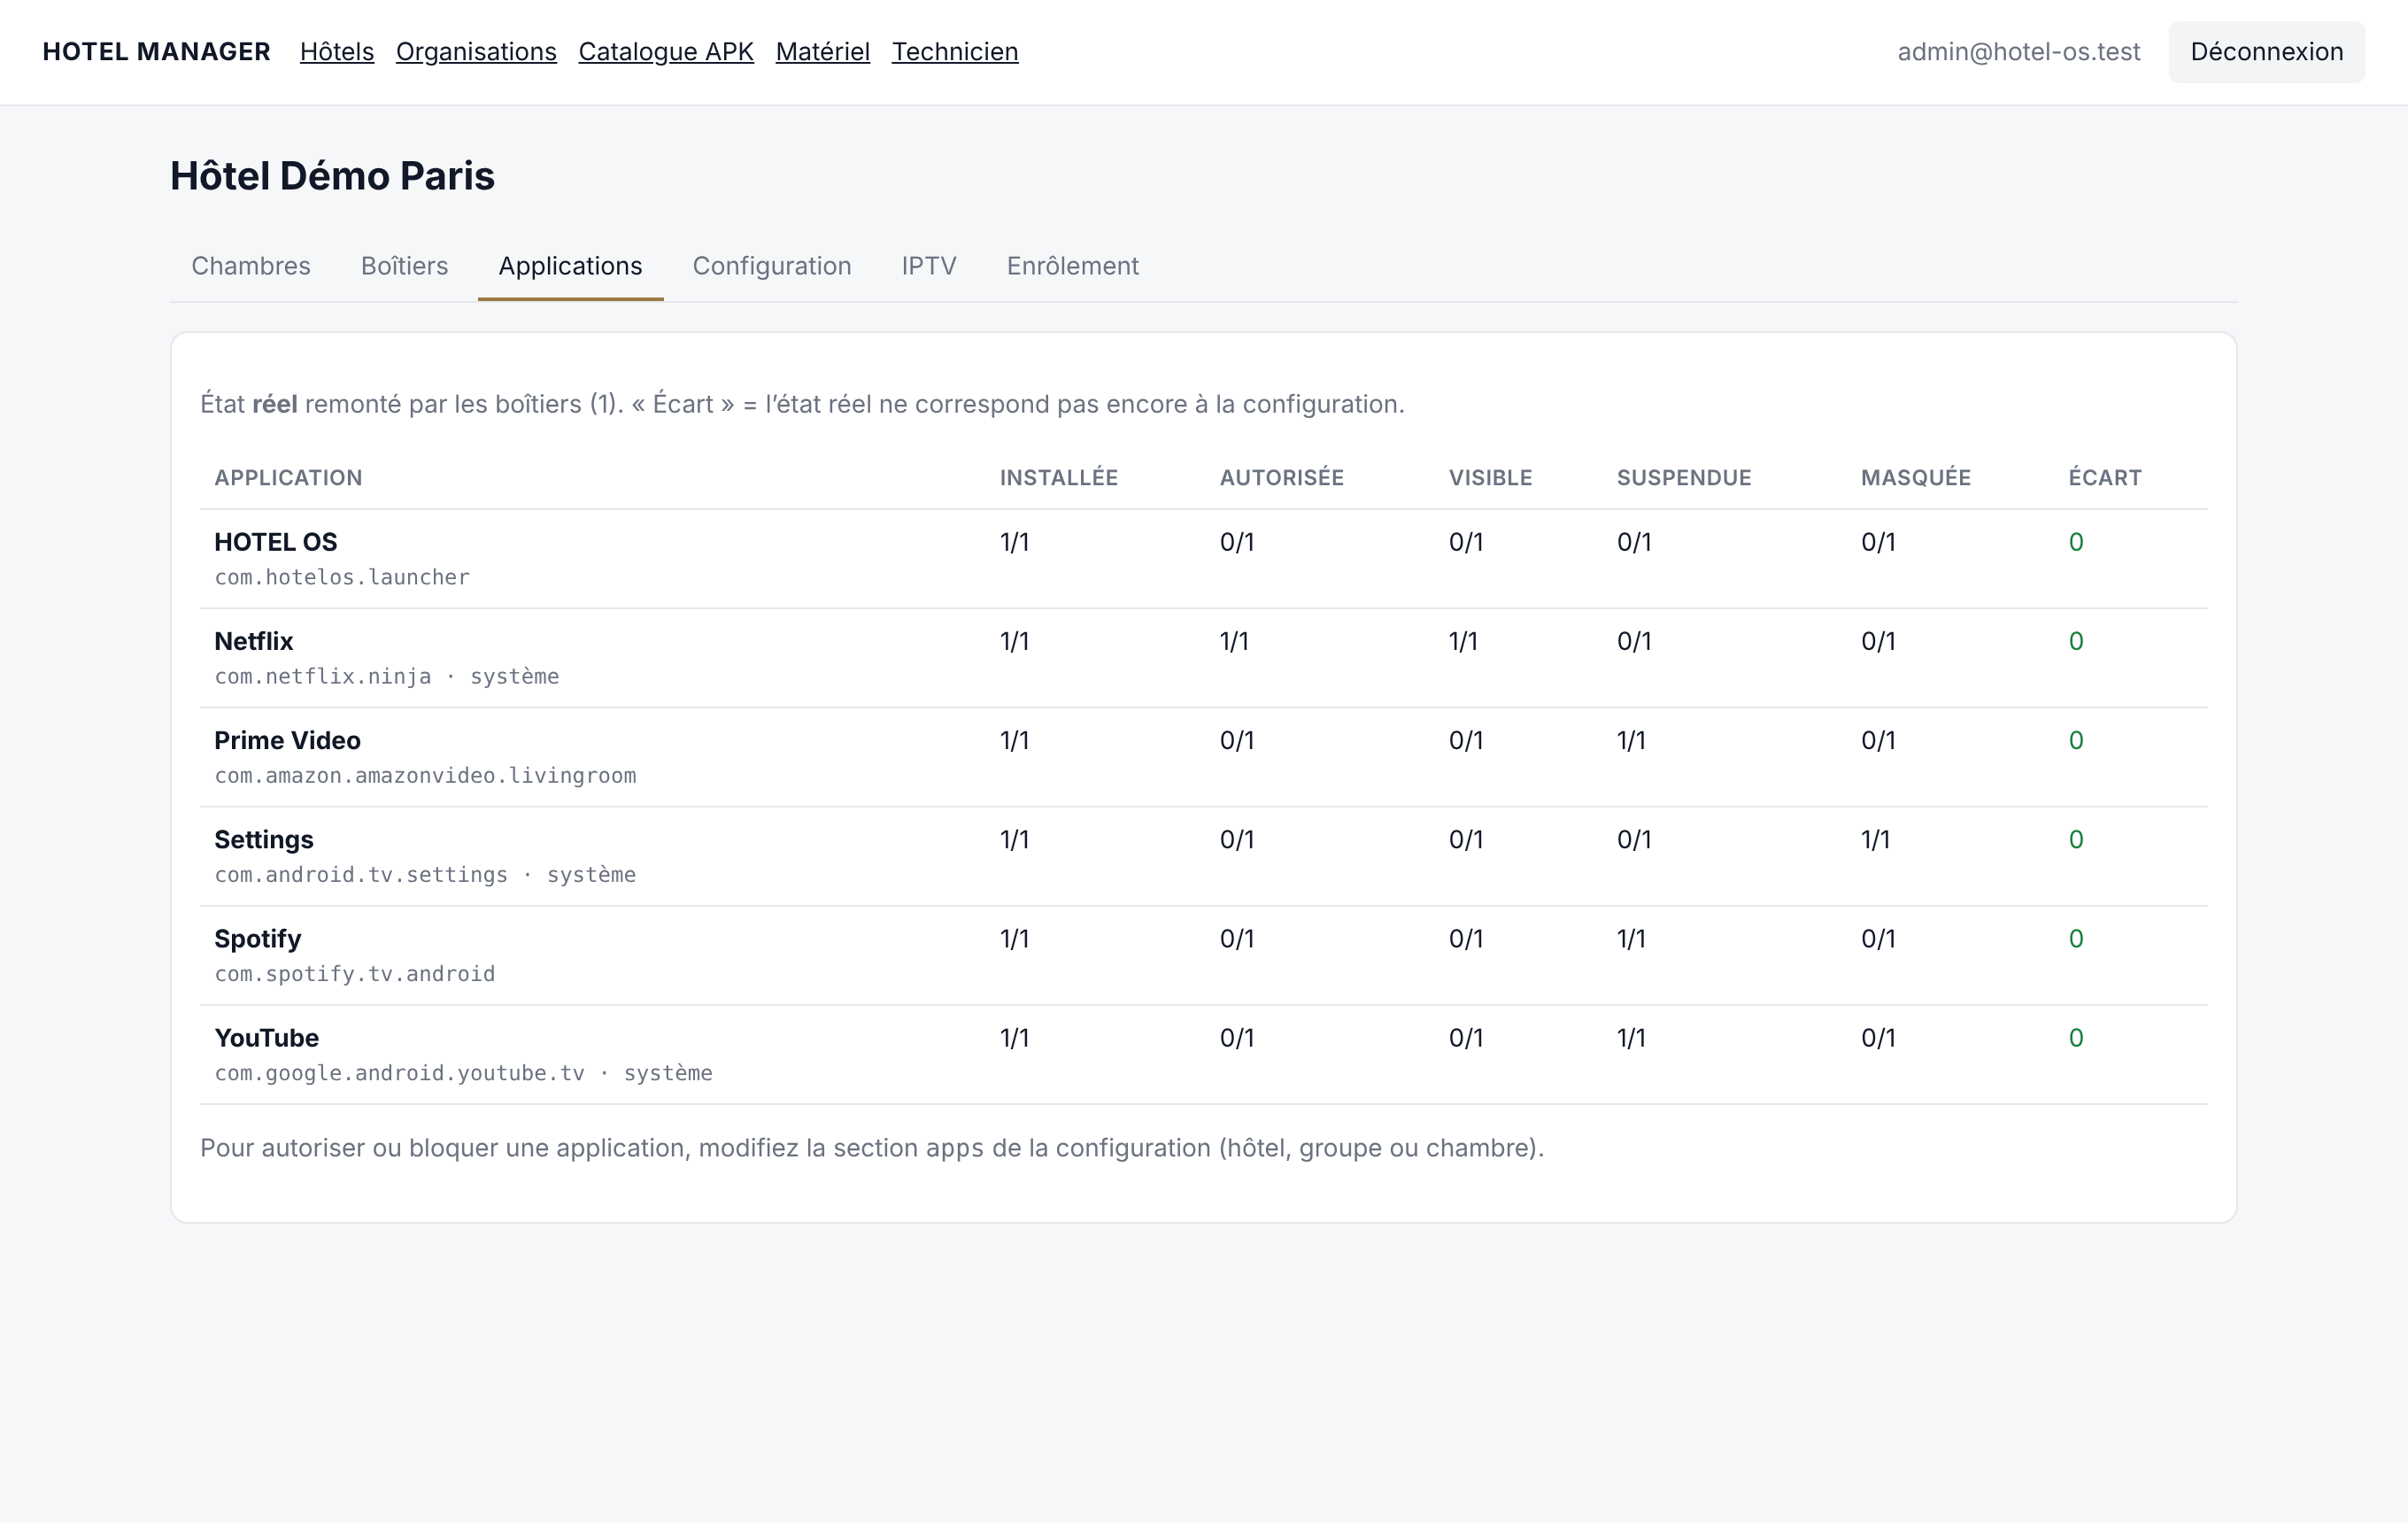 HOTEL MANAGER Hôtels Organisations Catalogue APK Matériel Technicien admin@hotel-os.test Déconnexion
Hôtel Démo Paris
Chambres Boîtiers Applications Configuration IPTV Enrôlement
État réel remonté par les boîtiers (1). « Écart » = l’état réel ne correspond pas encore à la configuration.
APPLICATION INSTALLÉE AUTORISÉE VISIBLE SUSPENDUE MASQUÉE ÉCART
HOTEL OS 1/1 0/1 0/1 0/1 0/1 0
com.hotelos.launcher
Netflix 1/1 1/1 1/1 0/1 0/1 0
com.netflix.ninja · système
Prime Video 1/1 0/1 0/1 1/1 0/1 0
com.amazon.amazonvideo.livingroom
Settings 1/1 0/1 0/1 0/1 1/1 0
com.android.tv.settings · système
Spotify 1/1 0/1 0/1 1/1 0/1 0
com.spotify.tv.android
YouTube 1/1 0/1 0/1 1/1 0/1 0
com.google.android.youtube.tv · système
Pour autoriser ou bloquer une application, modifiez la section apps de la configuration (hôtel, groupe ou chambre).